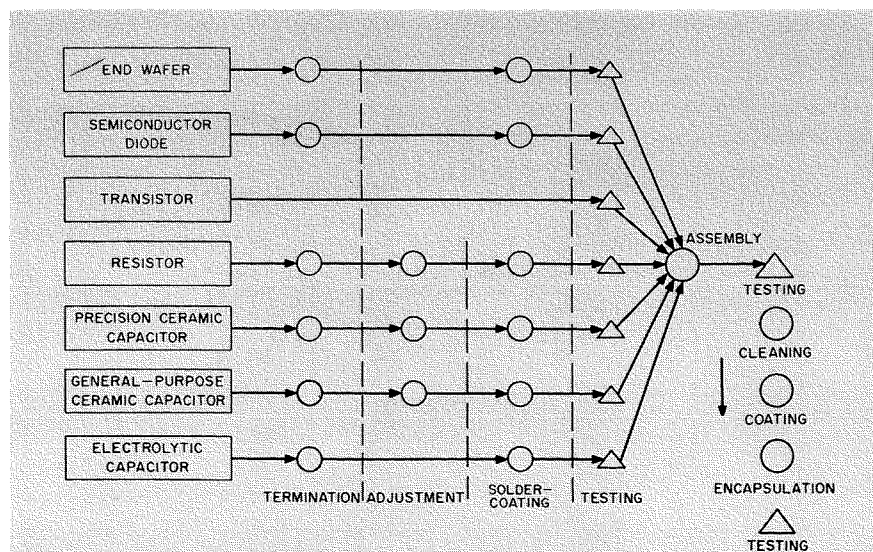 END WAFER
SEMICONDUCTOR
DIODE
TRANSISTOR
RESISTOR
PRECISION CERAMIC
CAPACITOR
GENERAL-PURPOSE
CERAMIC CAPACITOR
ELECTROLYTIC
CAPACITOR
TERMINATION
ADJUSTMENT
SOLDER-
COATING
TESTING
ASSEMBLY
TESTING
CLEANING
COATING
ENCAPSULATION
TESTING